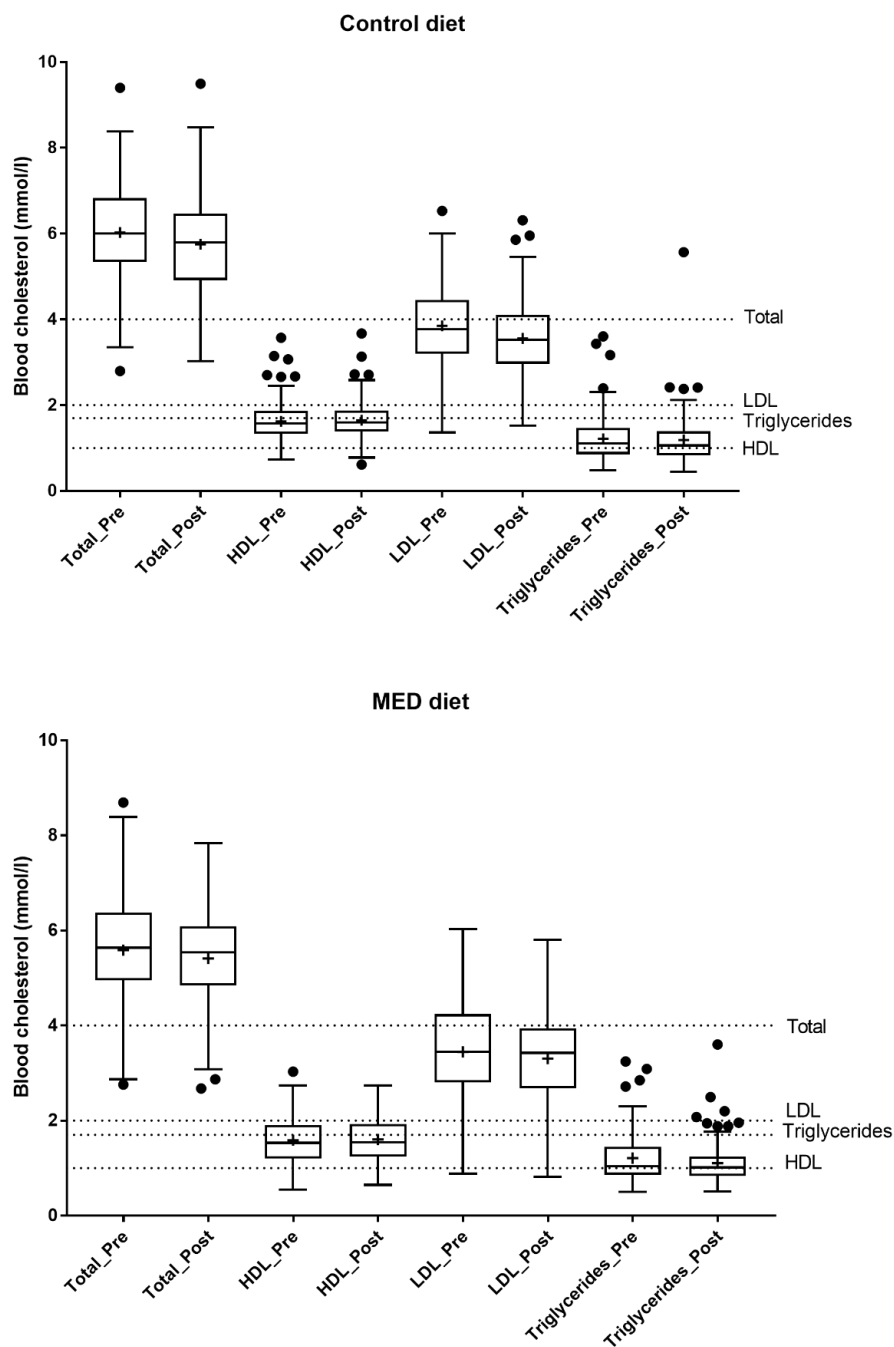 Control diet
Blood cholesterol (mmol/l)
10
8
6
4
2
0
Total
LDL
Triglycerides
HDL
Total_Pre
Total_Post
HDL_Pre
HDL_Post
LDL_Pre
LDL_Post
Triglycerides_Pre
Triglycerides_Post
MED diet
Blood cholesterol (mmol/l)
10
8
6
4
2
0
Total
LDL
Triglycerides
HDL
Total_Pre
Total_Post
HDL_Pre
HDL_Post
LDL_Pre
LDL_Post
Triglycerides_Pre
Triglycerides_Post